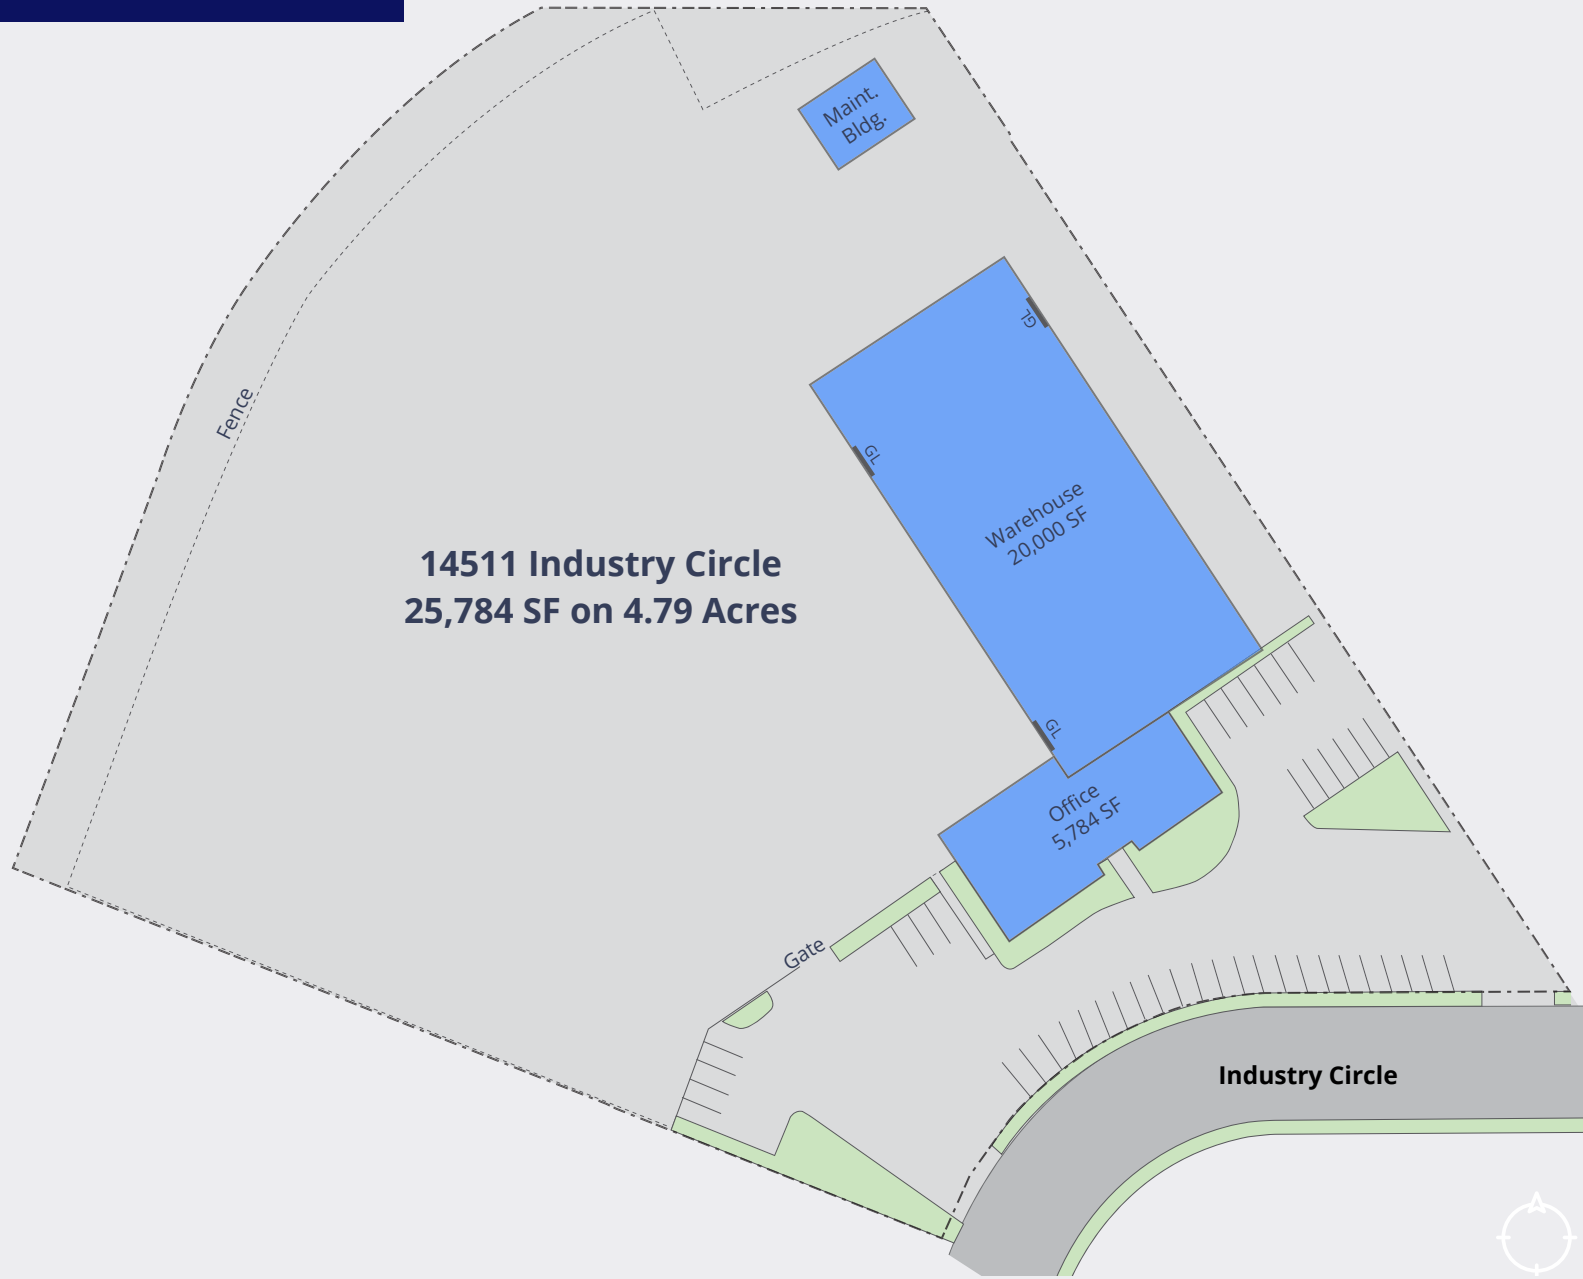 Maint.
Bldg.
GL
Fence
GL
Warehouse
20,000 SF
14511 Industry Circle
25,784 SF on 4.79 Acres
GL
Office
5,784 SF
Gate
Industry Circle